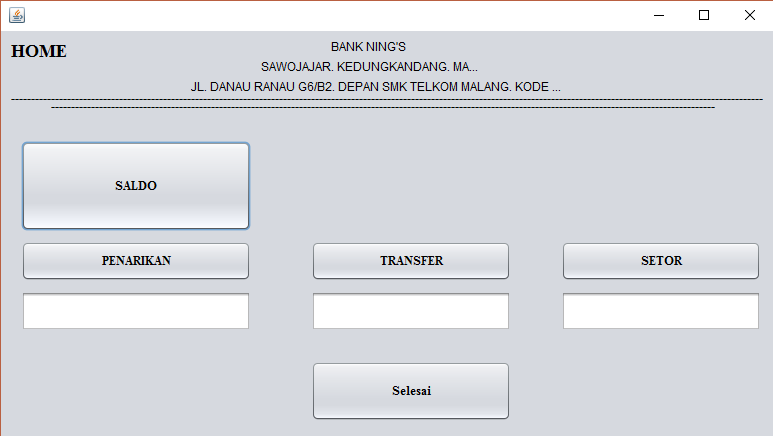 HOME
BANK NING'S
SAWOJAJAR. KEDUNGKANDANG. MA...
JL. DANAU RANAU G6/B2. DEPAN SMK TELKOM MALANG. KODE ...
SALDO
PENARIKAN TRANSFER SETOR
Selesai